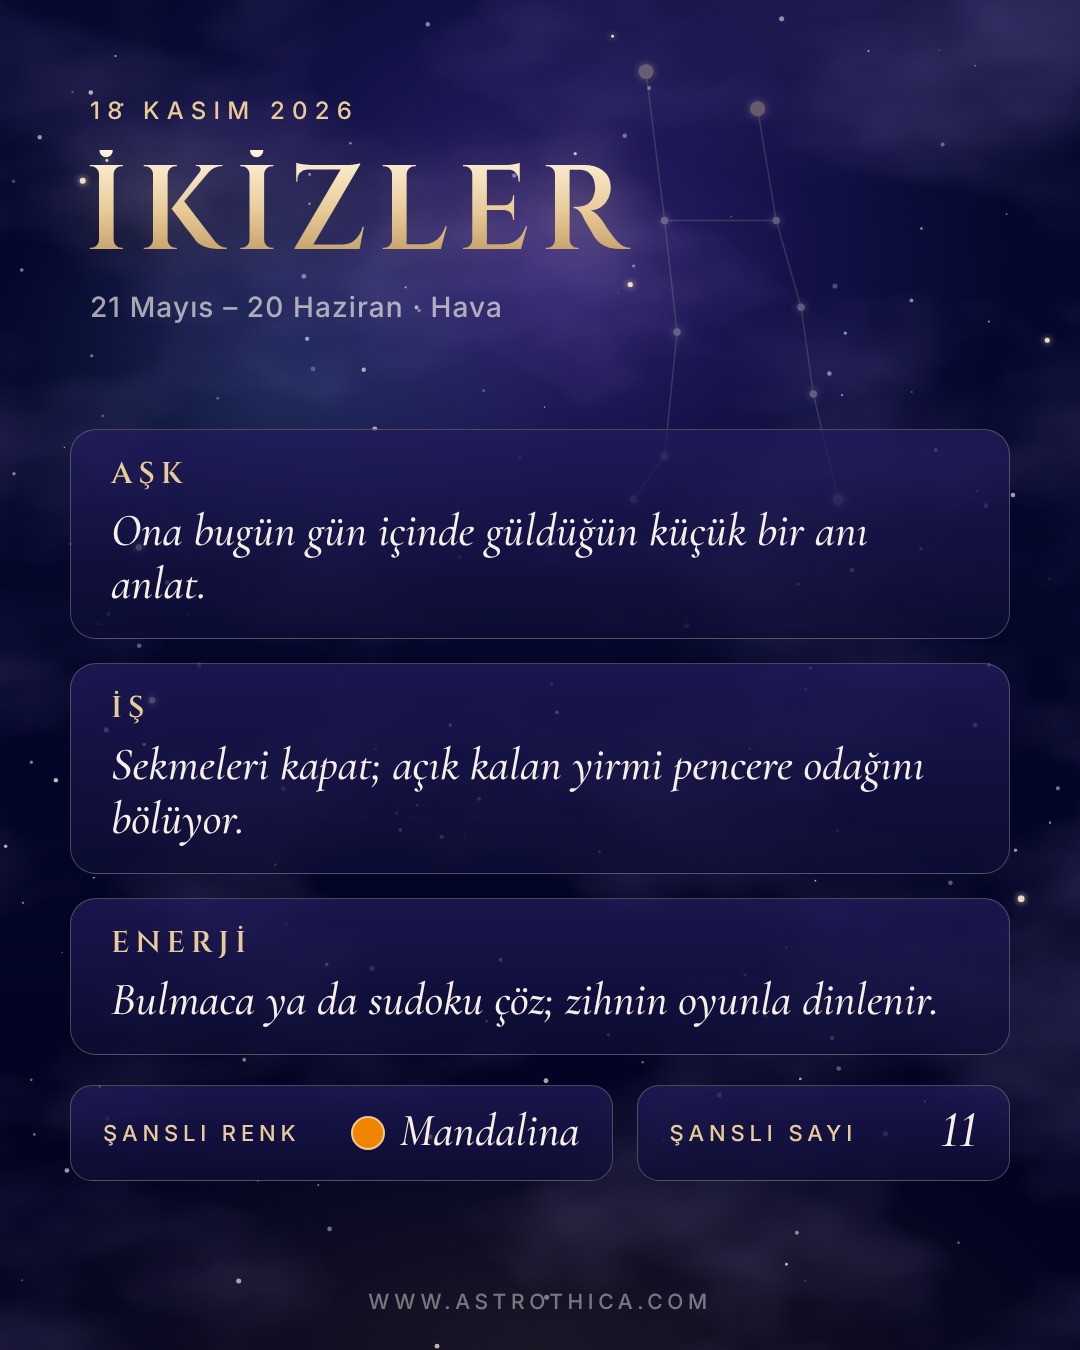 18 KASIM 2026
İKİZLER
21 Mayıs – 20 Haziran · Hava
AŞK
Ona bugün gün içinde güldüğün küçük bir anı
anlat.
İŞ
Sekmeleri kapat; açık kalan yirmi pencere odağını
bölüyor.
ENERJİ
Bulmaca ya da sudoku çöz; zihnin oyunla dinlenir.
ŞANSLI RENK Mandalina
ŞANSLI SAYI 11
WWW.ASTROTHICA.COM